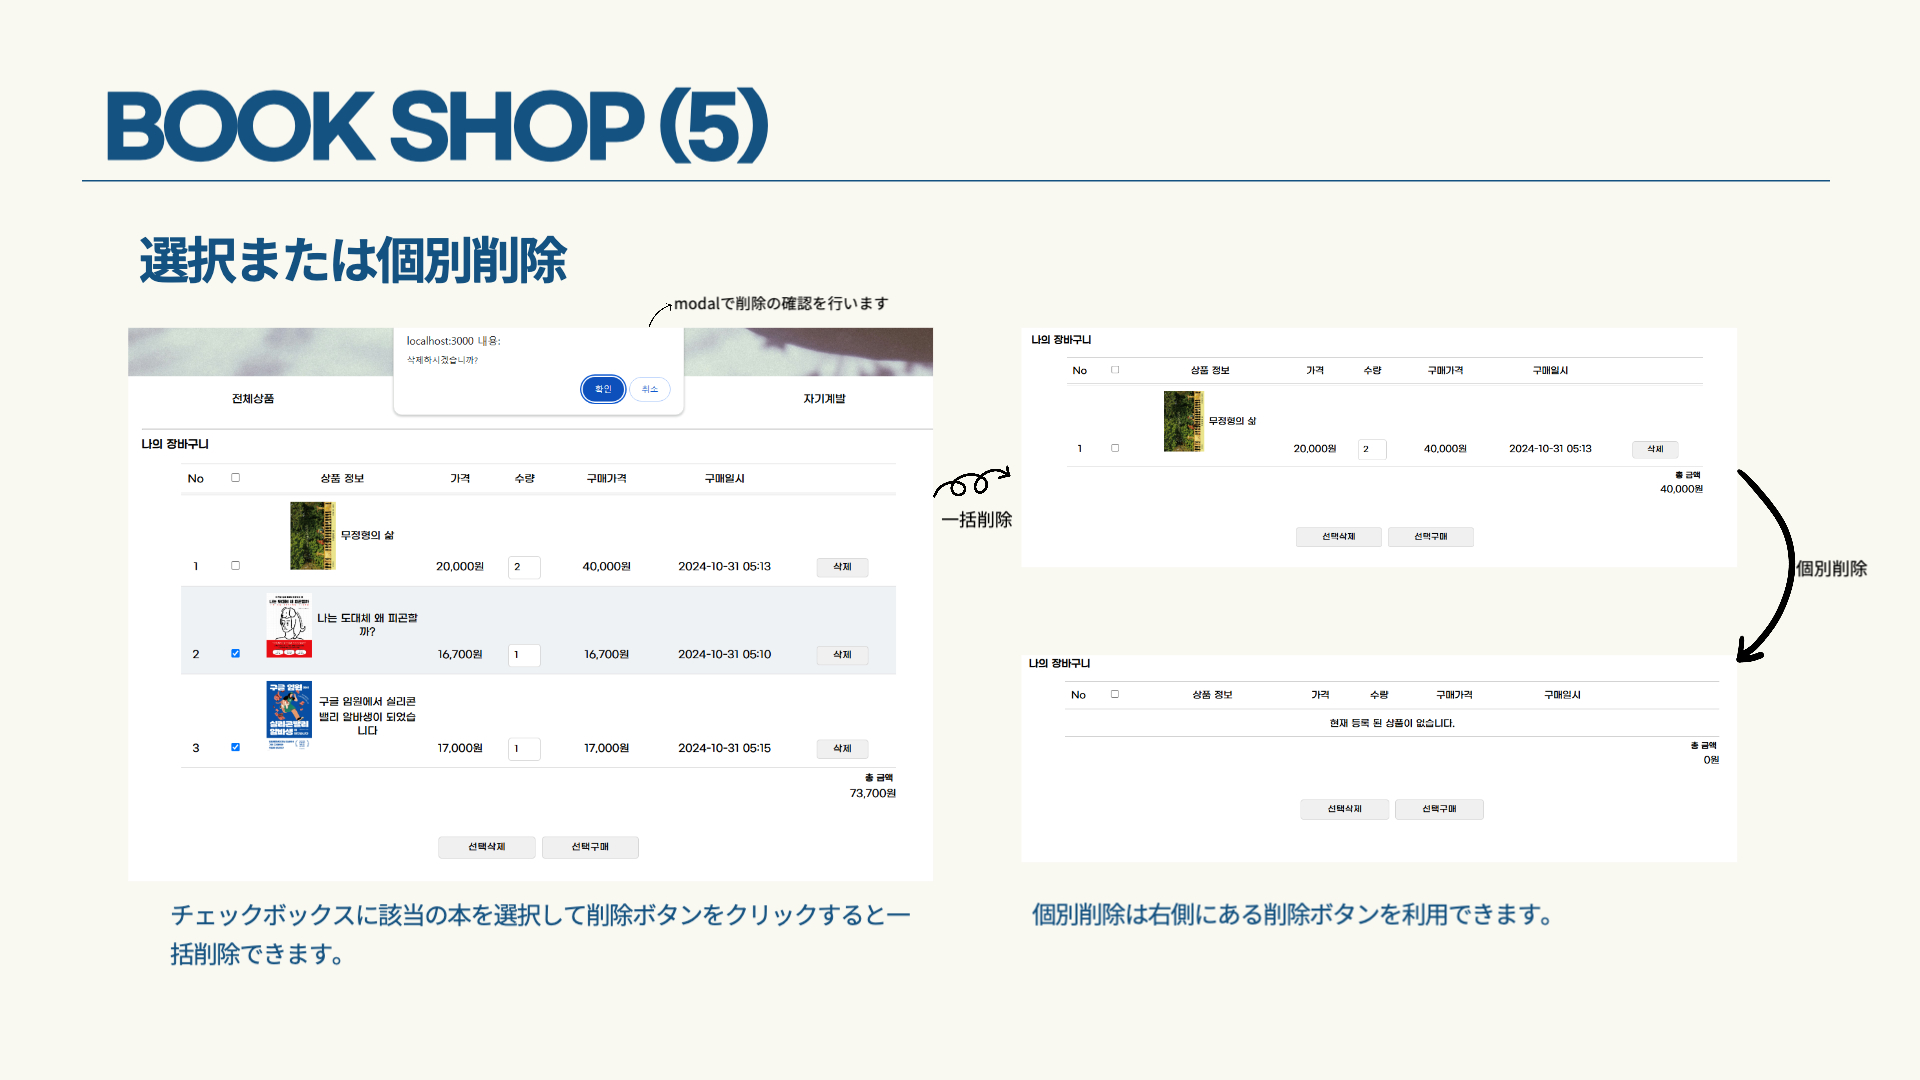 BOOK SHOP (5)
選択または個別削除
modalで削除の確認を行います
localhost:3000 내용:
삭제하시겠습니까?
확인 취소
전체상품 자기계발
나의 장바구니
No 상품 정보 가격 수량 구매가격 구매일시
무정형의 삶
1 20,000원 2 40,000원 2024-10-31 05:13 삭제
나는 도대체 왜 피곤할
까?
2 16,700원 1 16,700원 2024-10-31 05:10 삭제
구글 임원
실리콘밸리
알바생
구글 임원에서 실리콘
밸리 알바생이 되었습
니다
3 17,000원 1 17,000원 2024-10-31 05:15 삭제
총 금액
73,700원
선택삭제 선택구매
チェックボックスに該当の本を選択して削除ボタンをクリックすると一
括削除できます。
一括削除
나의 장바구니
No 상품 정보 가격 수량 구매가격 구매일시
무정형의 삶
1 20,000원 2 40,000원 2024-10-31 05:13 삭제
총 금액
40,000원
선택삭제 선택구매
個別削除
나의 장바구니
No 상품 정보 가격 수량 구매가격 구매일시
현재 등록 된 상품이 없습니다.
총 금액
0원
선택삭제 선택구매
個別削除は右側にある削除ボタンを利用できます。